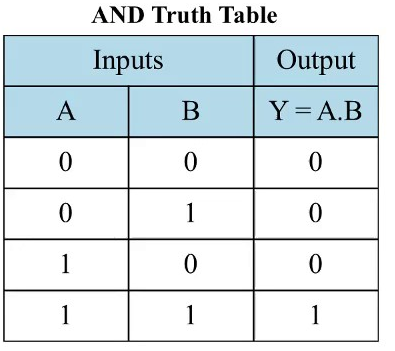 AND Truth Table
Inputs Output
A B Y = A.B
0 0 0
0 1 0
1 0 0
1 1 1